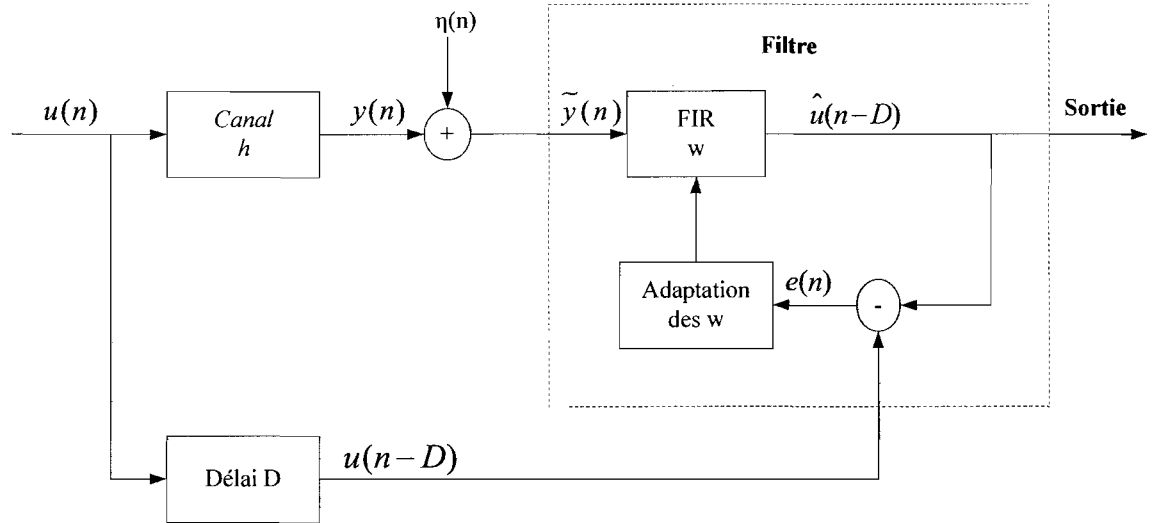 η(n)
Filtre
u(n)
Canal
h
y(n)
+
ỹ(n)
FIR
w
û(n-D)
Sortie
Adaptation
des w
e(n)
-
Délai D
u(n-D)